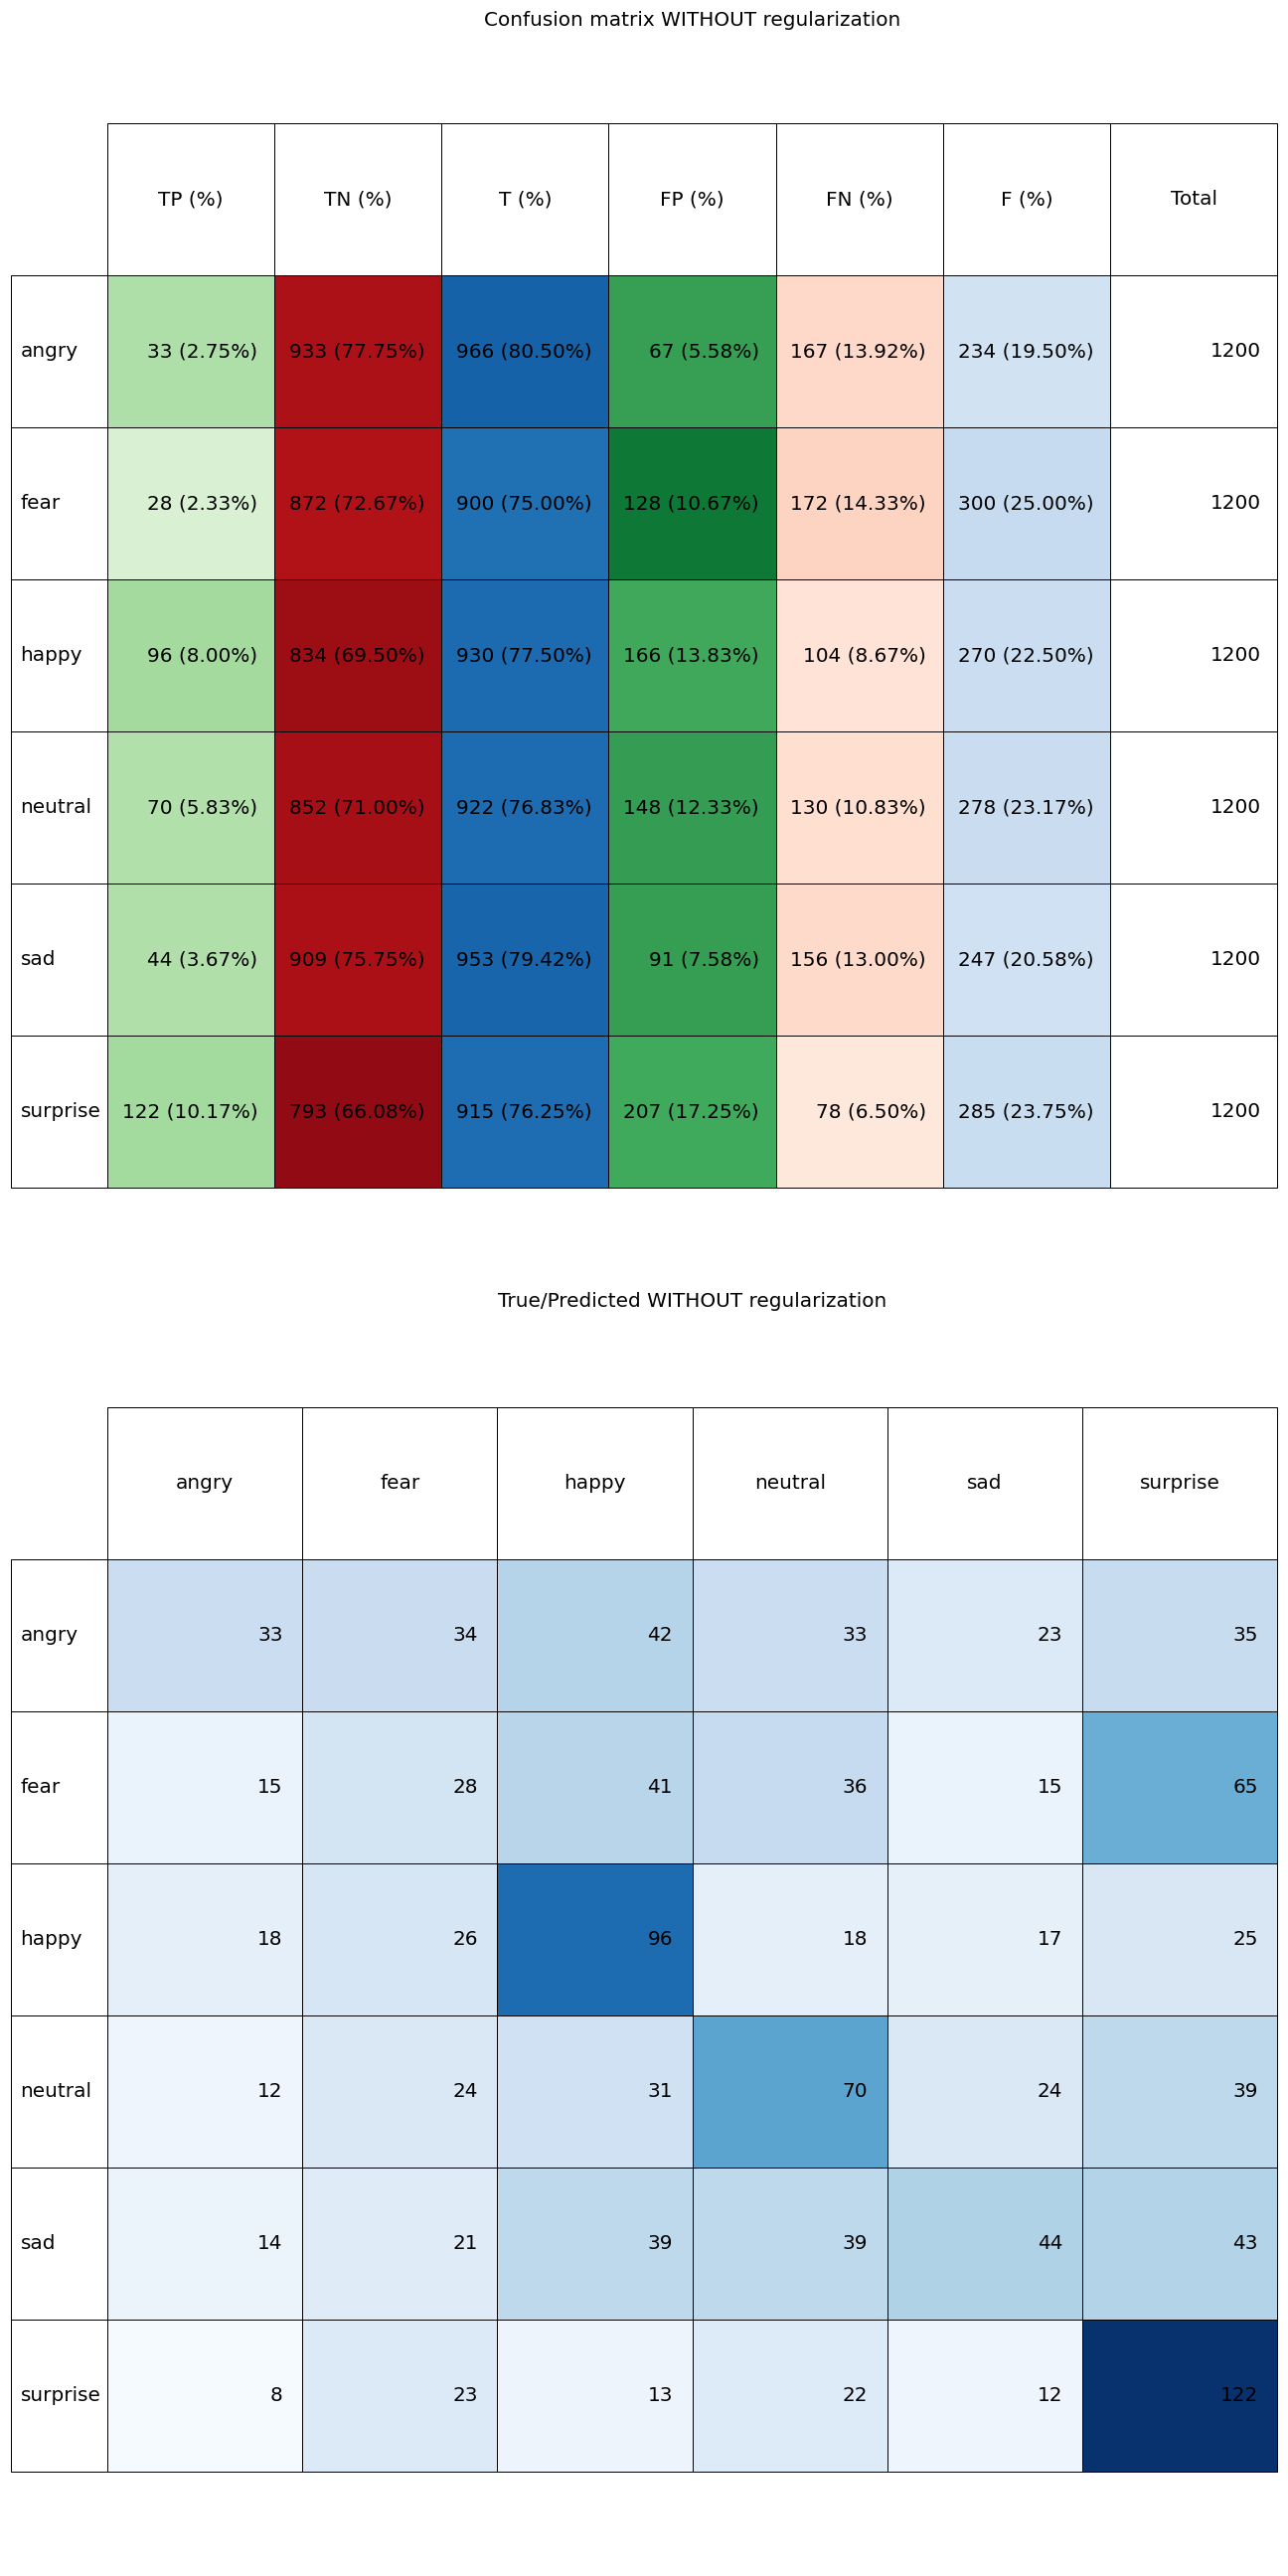 Confusion matrix WITHOUT regularization
TP (%) TN (%) T (%) FP (%) FN (%) F (%) Total
angry 33 (2.75%) 933 (77.75%) 966 (80.50%) 67 (5.58%) 167 (13.92%) 234 (19.50%) 1200
fear 28 (2.33%) 872 (72.67%) 900 (75.00%) 128 (10.67%) 172 (14.33%) 300 (25.00%) 1200
happy 96 (8.00%) 834 (69.50%) 930 (77.50%) 166 (13.83%) 104 (8.67%) 270 (22.50%) 1200
neutral 70 (5.83%) 852 (71.00%) 922 (76.83%) 148 (12.33%) 130 (10.83%) 278 (23.17%) 1200
sad 44 (3.67%) 909 (75.75%) 953 (79.42%) 91 (7.58%) 156 (13.00%) 247 (20.58%) 1200
surprise 122 (10.17%) 793 (66.08%) 915 (76.25%) 207 (17.25%) 78 (6.50%) 285 (23.75%) 1200
True/Predicted WITHOUT regularization
angry fear happy neutral sad surprise
angry 33 34 42 33 23 35
fear 15 28 41 36 15 65
happy 18 26 96 18 17 25
neutral 12 24 31 70 24 39
sad 14 21 39 39 44 43
surprise 8 23 13 22 12 122